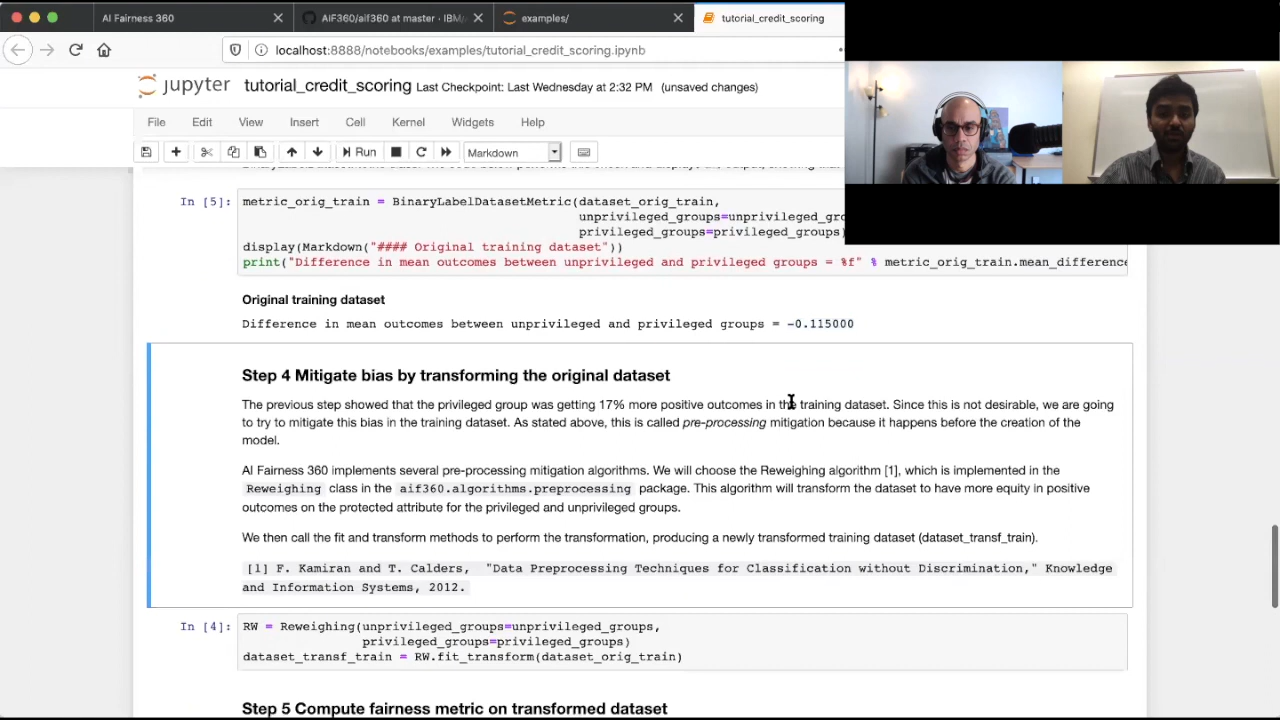 AI Fairness 360
AIF360/aif360 at master · IBM/
examples/
tutorial_credit_scoring
localhost:8888/notebooks/examples/tutorial_credit_scoring.ipynb
jupyter tutorial_credit_scoring Last Checkpoint: Last Wednesday at 2:32 PM (unsaved changes)
File Edit View Insert Cell Kernel Widgets Help
Run Markdown
In [5]: metric_orig_train = BinaryLabelDatasetMetric(dataset_orig_train,
unprivileged_groups=unprivileged_gro
privileged_groups=privileged_groups)
display(Markdown("#### Original training dataset"))
print("Difference in mean outcomes between unprivileged and privileged groups = %f" % metric_orig_train.mean_difference
Original training dataset
Difference in mean outcomes between unprivileged and privileged groups = -0.115000
Step 4 Mitigate bias by transforming the original dataset
The previous step showed that the privileged group was getting 17% more positive outcomes in the training dataset. Since this is not desirable, we are going
to try to mitigate this bias in the training dataset. As stated above, this is called pre-processing mitigation because it happens before the creation of the
model.
AI Fairness 360 implements several pre-processing mitigation algorithms. We will choose the Reweighing algorithm [1], which is implemented in the
Reweighing class in the aif360.algorithms.preprocessing package. This algorithm will transform the dataset to have more equity in positive
outcomes on the protected attribute for the privileged and unprivileged groups.
We then call the fit and transform methods to perform the transformation, producing a newly transformed training dataset (dataset_transf_train).
[1] F. Kamiran and T. Calders, "Data Preprocessing Techniques for Classification without Discrimination," Knowledge
and Information Systems, 2012.
In [4]: RW = Reweighing(unprivileged_groups=unprivileged_groups,
privileged_groups=privileged_groups)
dataset_transf_train = RW.fit_transform(dataset_orig_train)
Step 5 Compute fairness metric on transformed dataset